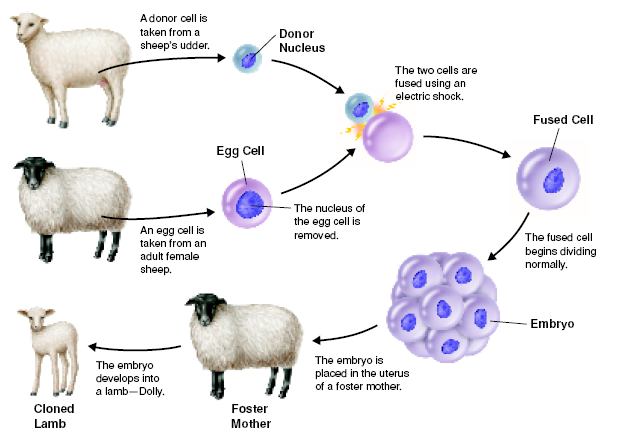 A donor cell is
taken from a
sheep's udder.
Donor
Nucleus
The two cells are
fused using an
electric shock.
Fused Cell
Egg Cell
The nucleus of
the egg cell is
removed.
An egg cell is
taken from an
adult female
sheep.
The fused cell
begins dividing
normally.
Embryo
The embryo is
placed in the uterus
of a foster mother.
The embryo
develops into
a lamb—Dolly.
Foster
Mother
Cloned
Lamb